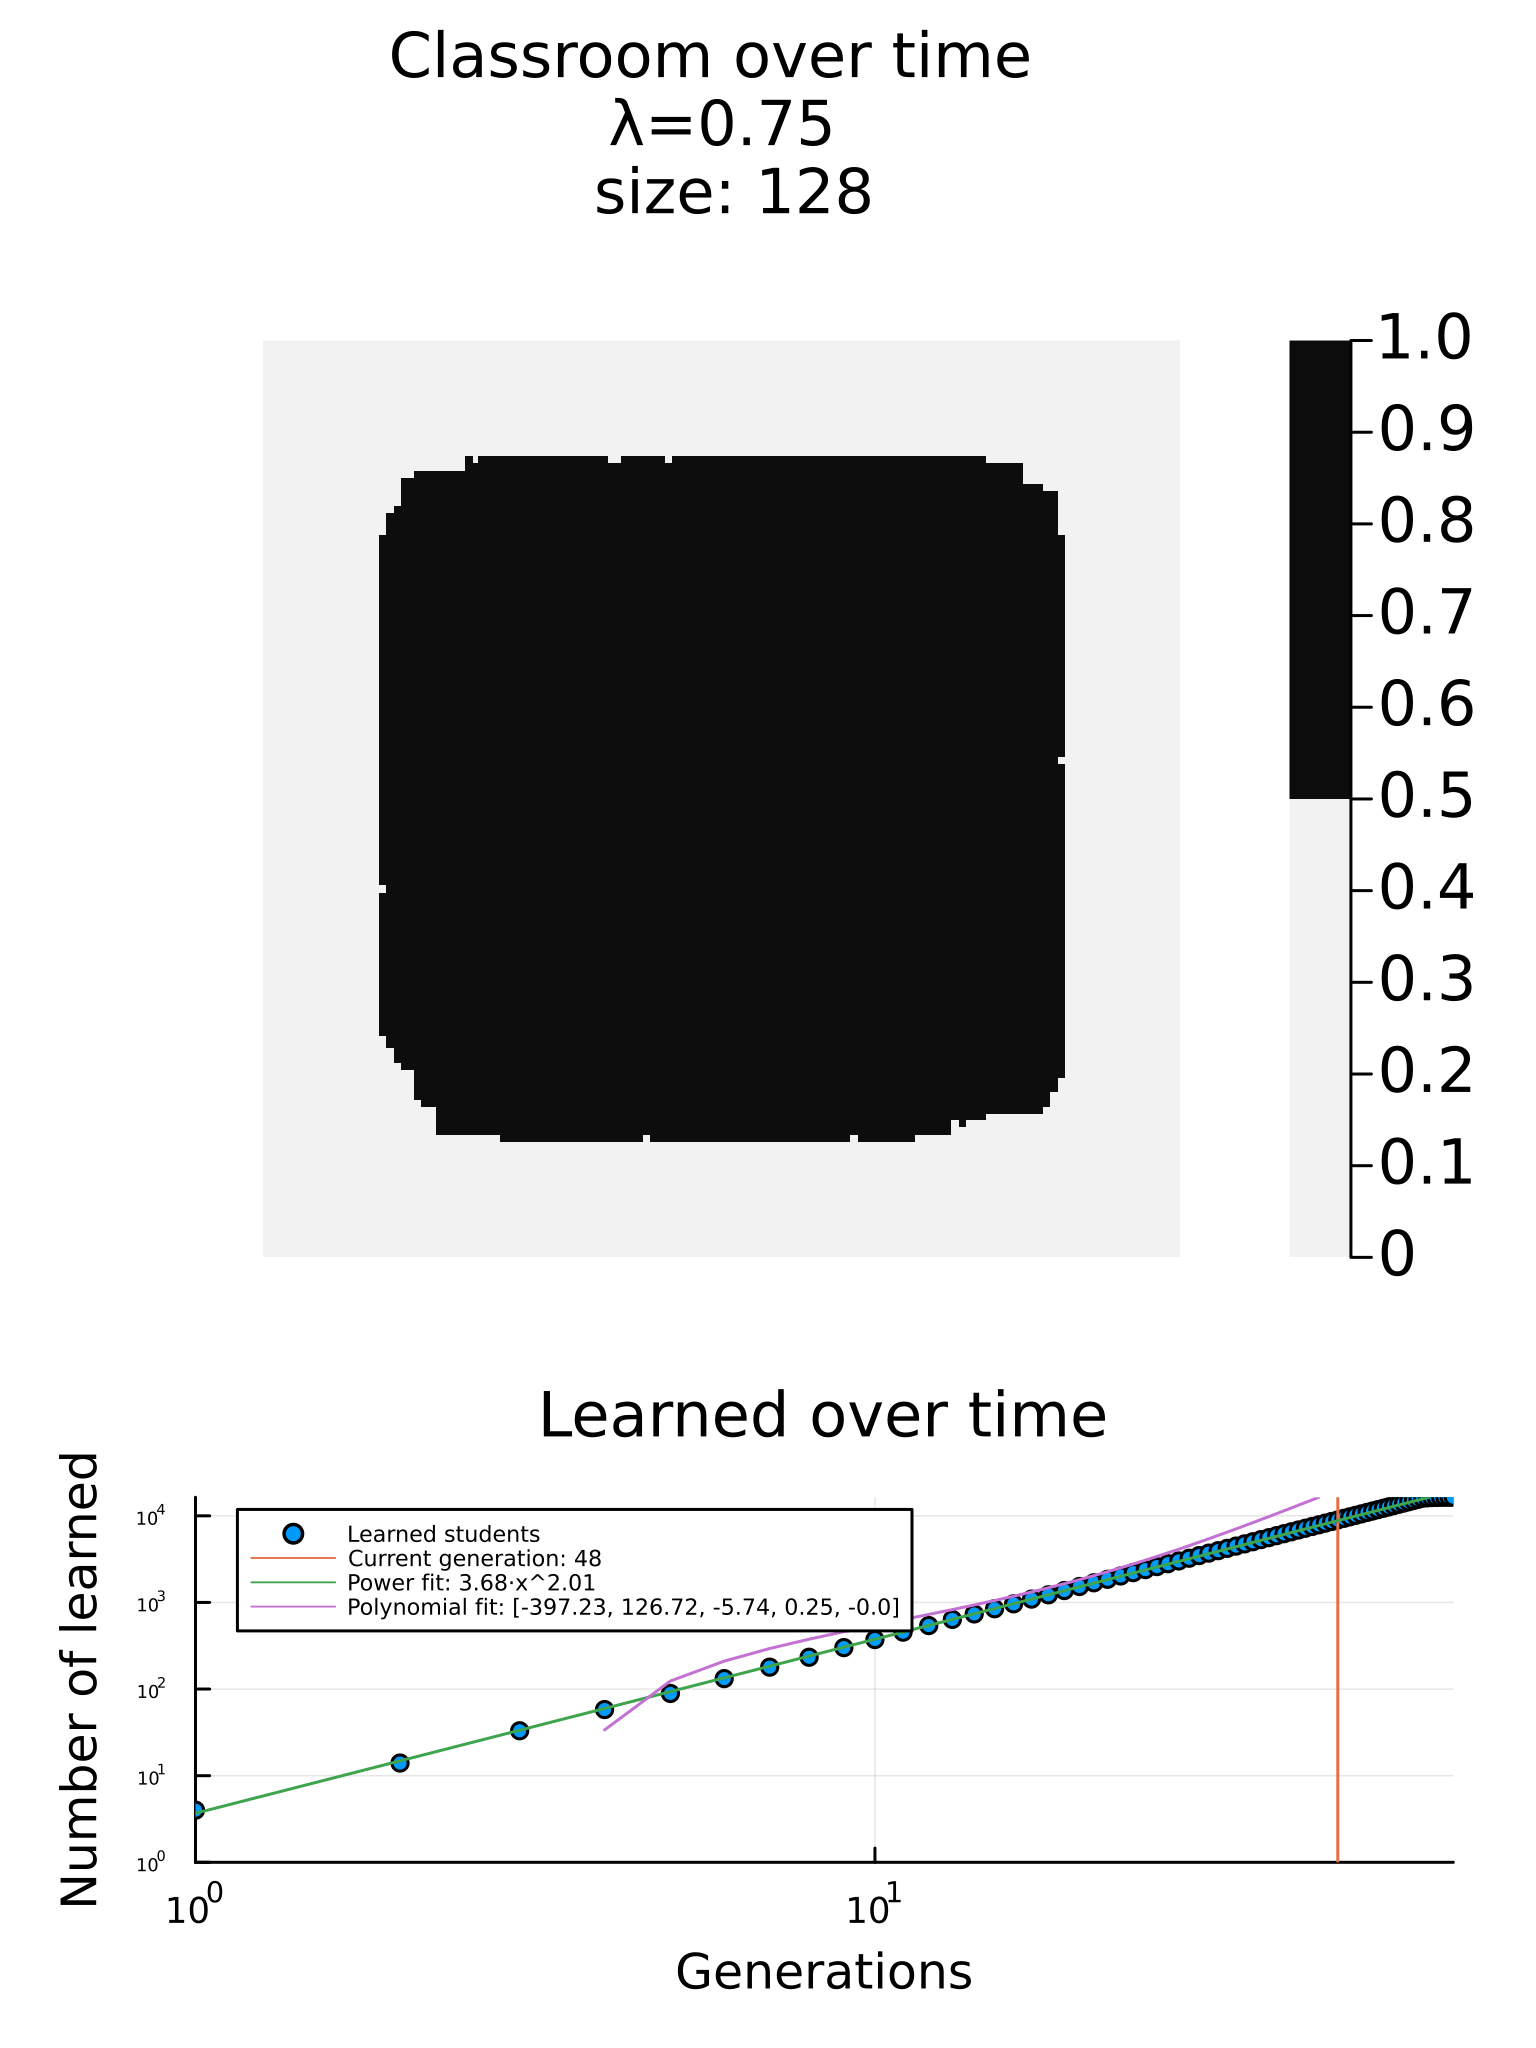 Classroom over time
λ=0.75
size: 128
1.0
0.9
0.8
0.7
0.6
0.5
0.4
0.3
0.2
0.1
0
Learned over time
Number of learned
10^4
10^3
10^2
10^1
10^0
Learned students
Current generation: 48
Power fit: 3.68·x^2.01
Polynomial fit: [-397.23, 126.72, -5.74, 0.25, -0.0]
10^0
10^1
Generations